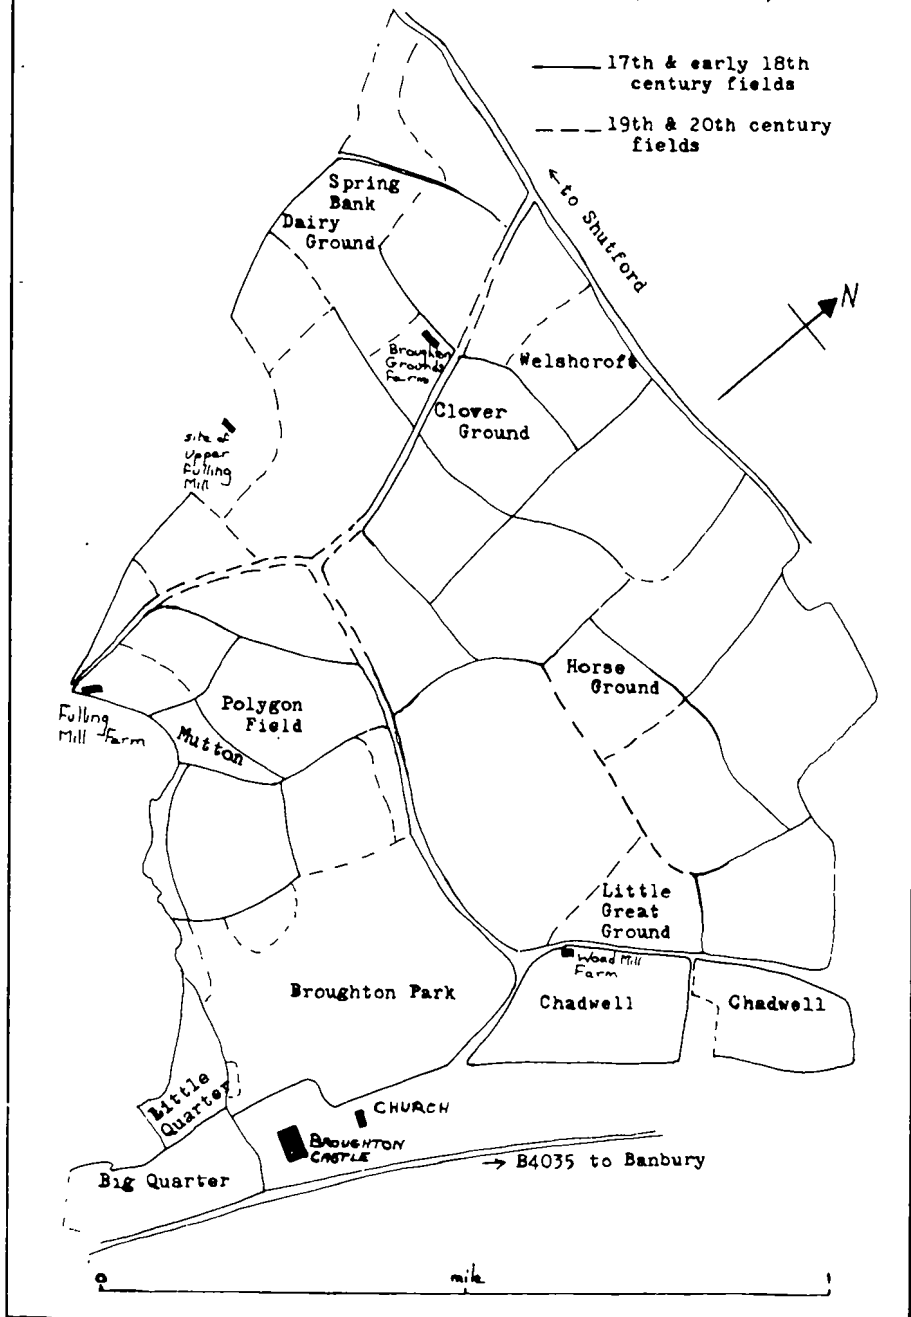 17th & early 18th
century fields
19th & 20th century
fields
Spring
Bank
Dairy
Ground
← to Shutford
N
Broughton
Grounds
Farm
Welshcroft
Clover
Ground
site of
Upper
Fulling
Mill
Horse
Ground
Polygon
Field
Fulling
Mill Farm
Mutton
Little
Great
Ground
Woad Mill
Farm
Broughton Park
Chadwell
Chadwell
Little
Quarter
CHURCH
BROUGHTON
CASTLE
→ B4035 to Banbury
Big Quarter
0 mile 1